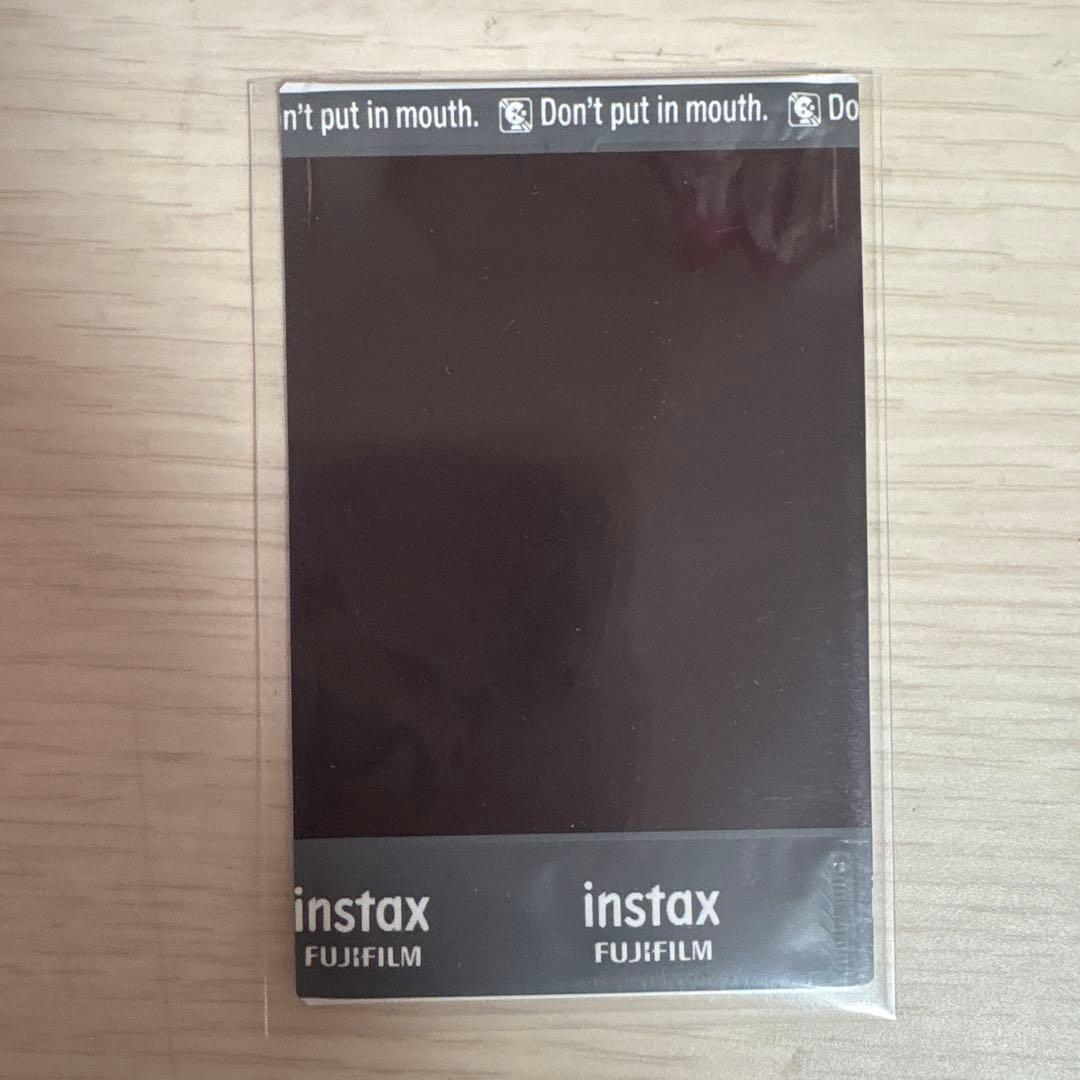 n't put in mouth. Don't put in mouth. Do
instax instax
FUJIFILM FUJIFILM